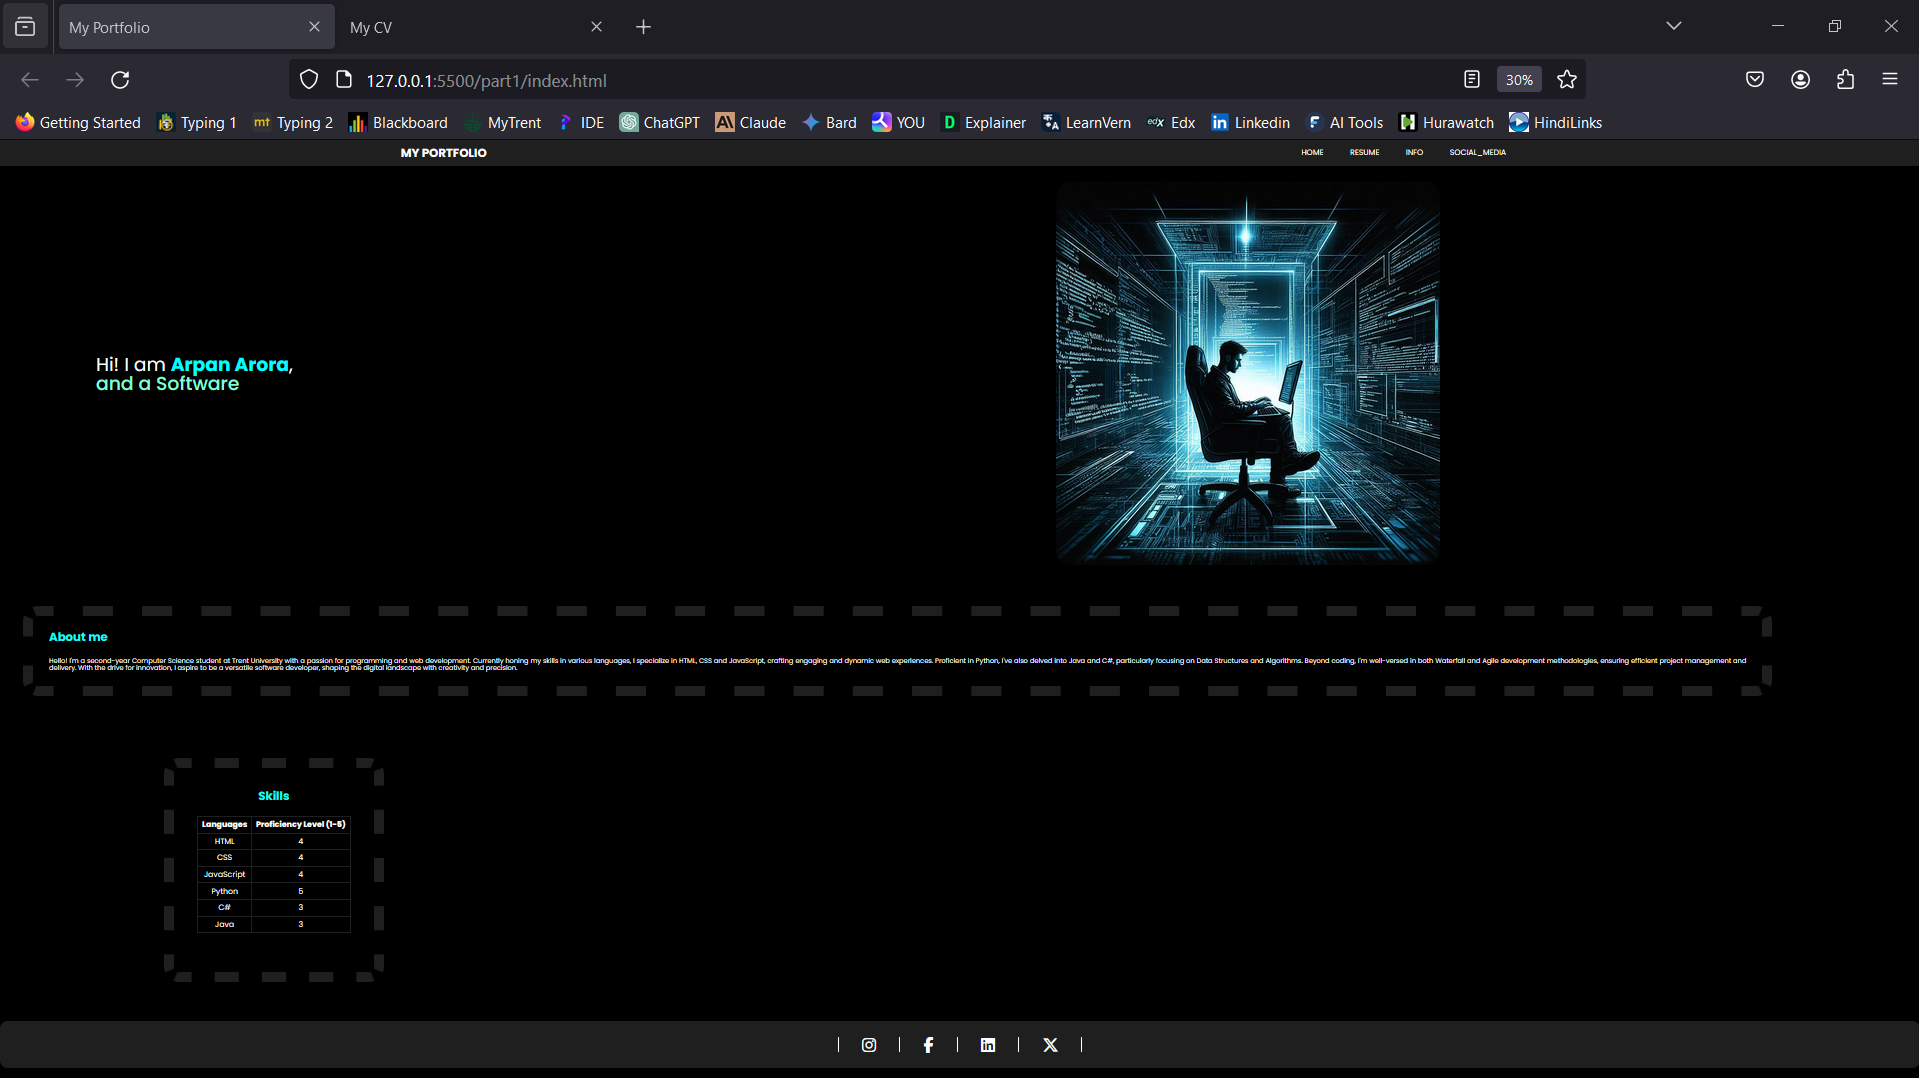 My Portfolio
My CV
127.0.0.1:5500/part1/index.html
30%
Getting Started
Typing 1
mt Typing 2
Blackboard
MyTrent
IDE
ChatGPT
Claude
Bard
YOU
D Explainer
LearnVern
edX Edx
in Linkedin
F AI Tools
H Hurawatch
HindiLinks
MY PORTFOLIO
HOME RESUME INFO SOCIAL_MEDIA
Hi! I am Arpan Arora,
and a Software
About me
Hello! I'm a second-year Computer Science student at Trent University with a passion for programming and web development. Currently honing my skills in various languages, I specialize in HTML, CSS and JavaScript, crafting engaging and dynamic web experiences. Proficient in Python, I've also delved into Java and C#, particularly focusing on Data Structures and Algorithms. Beyond coding, I'm well-versed in both Waterfall and Agile development methodologies, ensuring efficient project management and
delivery. With the drive for innovation, I aspire to be a versatile software developer, shaping the digital landscape with creativity and precision.
Skills
Languages Proficiency Level (1-5)
HTML 4
CSS 4
JavaScript 4
Python 5
C# 3
Java 3